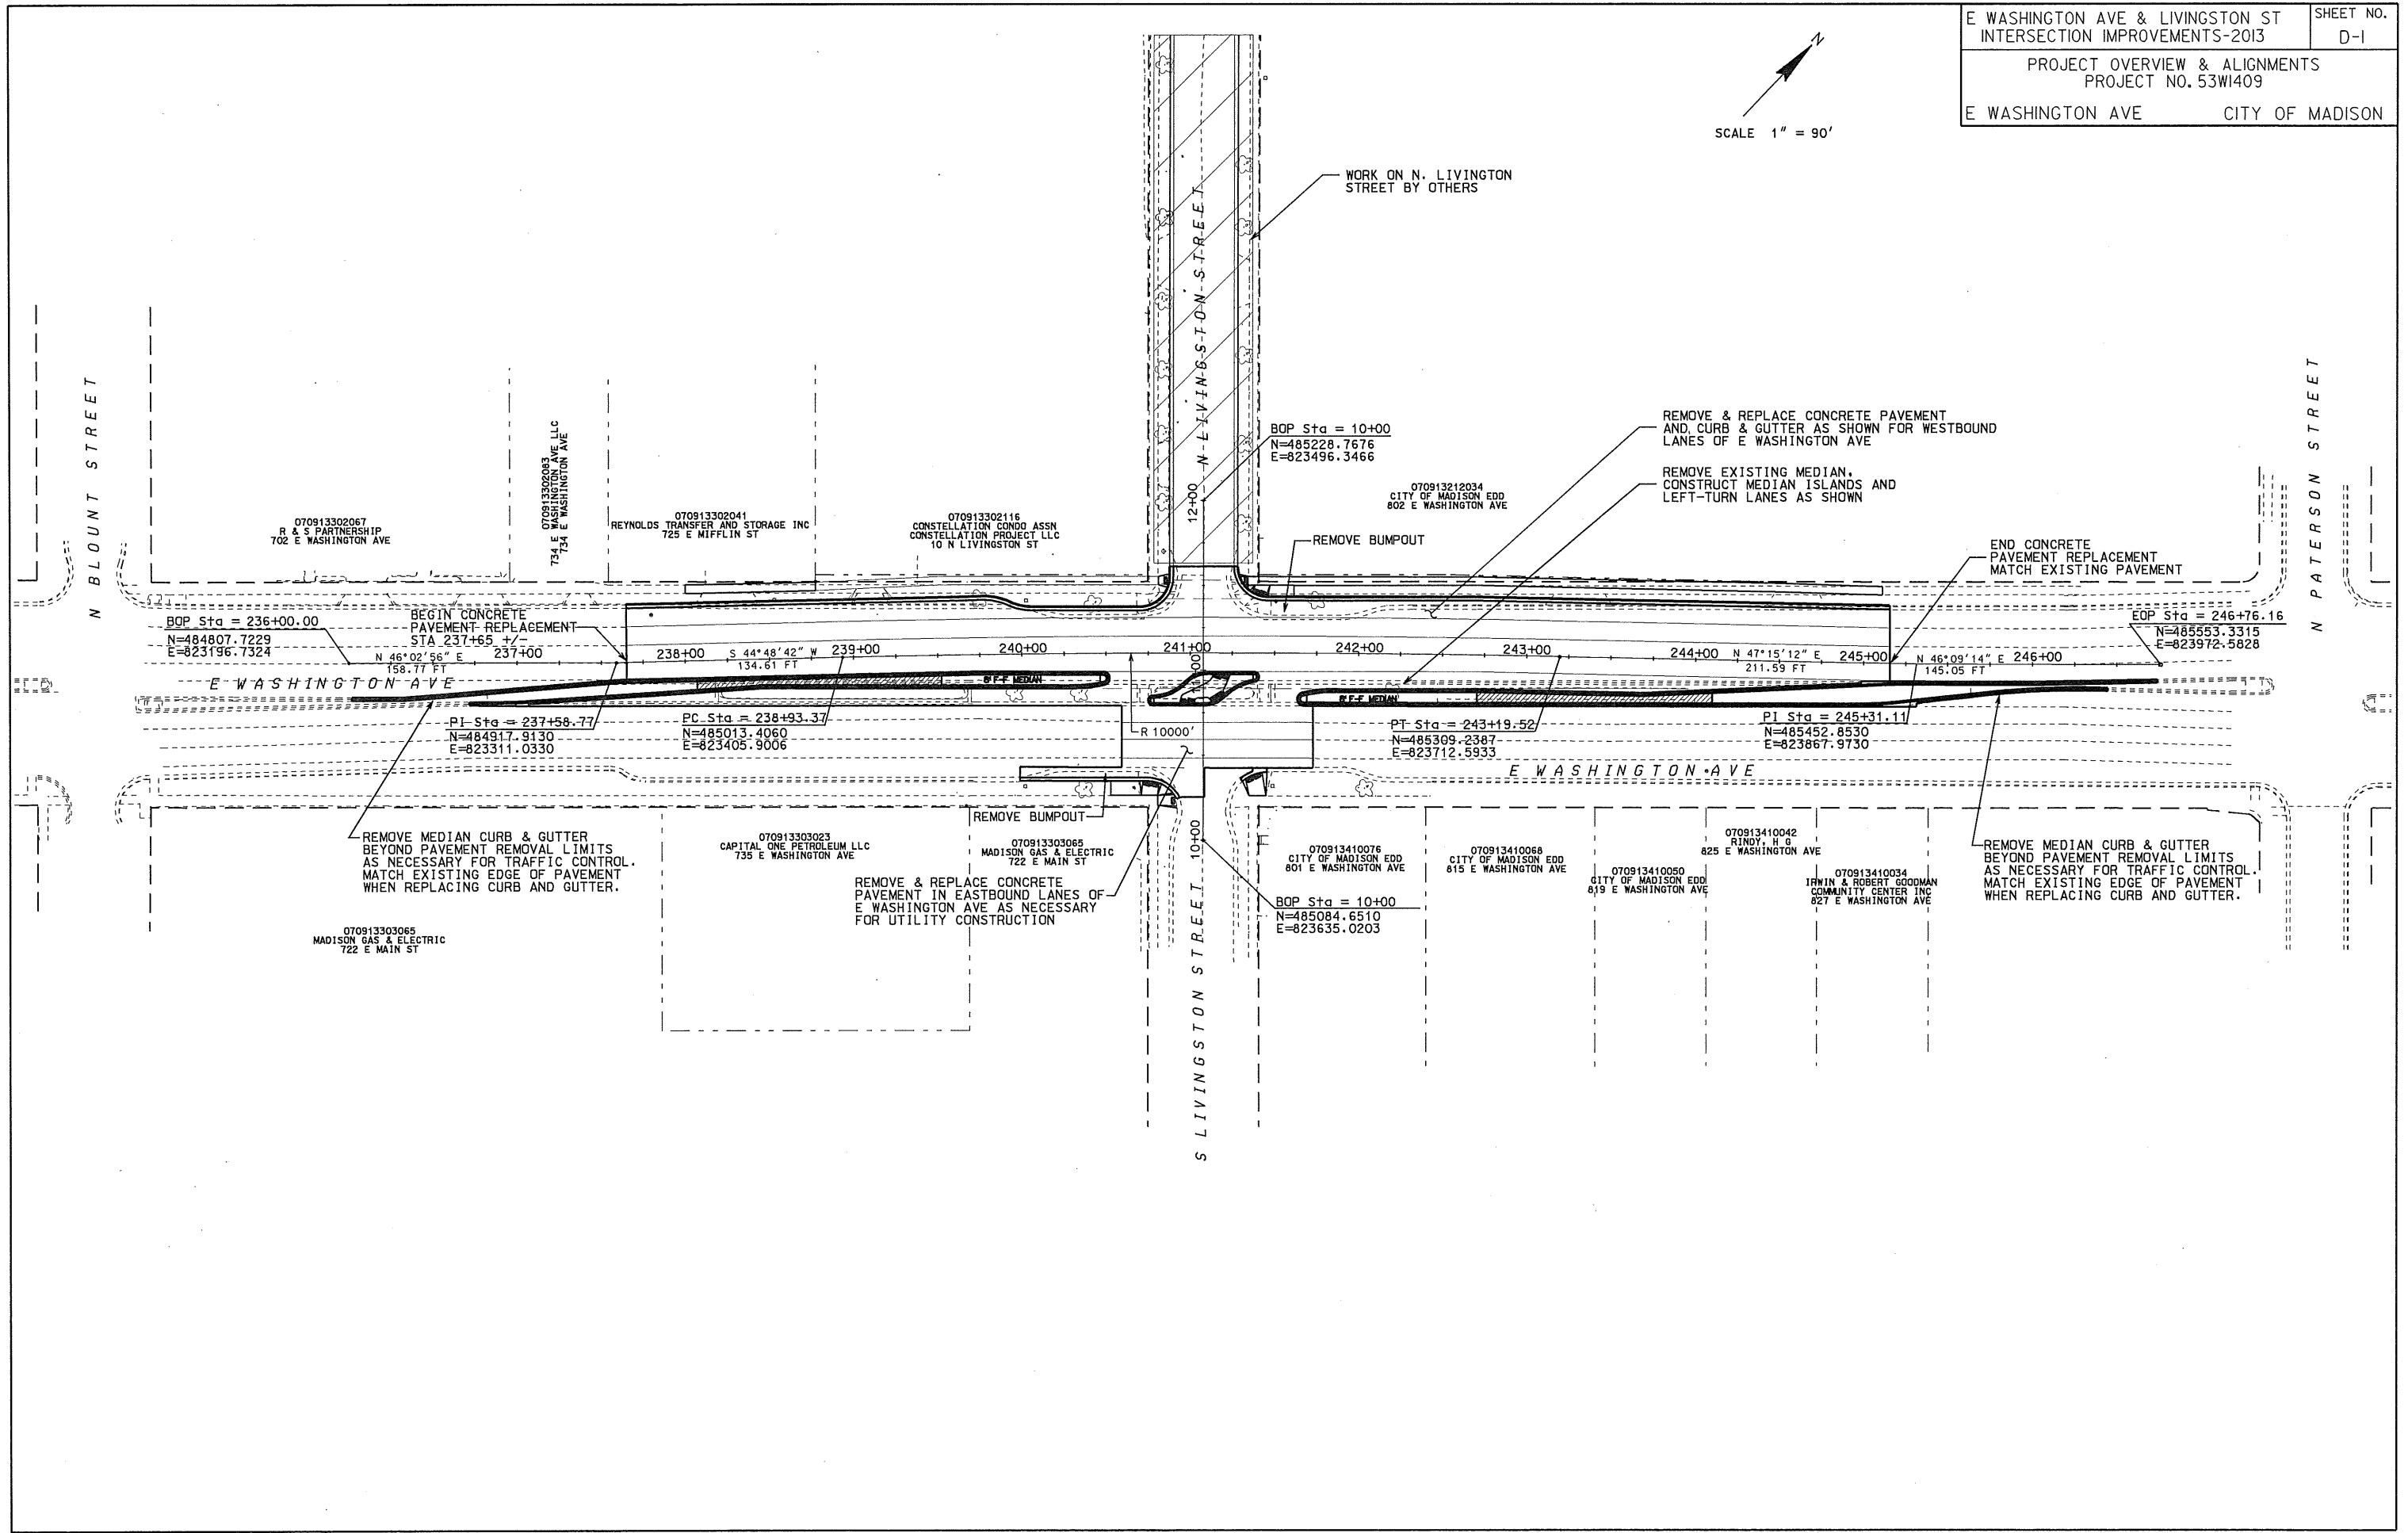 E WASHINGTON AVE & LIVINGSTON ST
INTERSECTION IMPROVEMENTS-2013
SHEET NO.
D-1
PROJECT OVERVIEW & ALIGNMENTS
PROJECT NO. 53W1409
E WASHINGTON AVE
CITY OF MADISON
N
SCALE 1" = 90'
WORK ON N. LIVINGTON
STREET BY OTHERS
N LIVINGSTON STREET
N BLOUNT STREET
N PATERSON STREET
BOP Sta = 10+00
N=485228.7676
E=823496.3466
12+00
REMOVE & REPLACE CONCRETE PAVEMENT
AND, CURB & GUTTER AS SHOWN FOR WESTBOUND
LANES OF E WASHINGTON AVE
REMOVE EXISTING MEDIAN,
CONSTRUCT MEDIAN ISLANDS AND
LEFT-TURN LANES AS SHOWN
070913302067
R & S PARTNERSHIP
702 E WASHINGTON AVE
070913302083
734 E WASHINGTON AVE LLC
734 E WASHINGTON AVE
070913302041
REYNOLDS TRANSFER AND STORAGE INC
725 E MIFFLIN ST
070913302116
CONSTELLATION CONDO ASSN
CONSTELLATION PROJECT LLC
10 N LIVINGSTON ST
070913212034
CITY OF MADISON EDD
802 E WASHINGTON AVE
REMOVE BUMPOUT
END CONCRETE
PAVEMENT REPLACEMENT
MATCH EXISTING PAVEMENT
BOP Sta = 236+00.00
N=484807.7229
E=823196.7324
BEGIN CONCRETE
PAVEMENT REPLACEMENT
STA 237+65 +/-
EOP Sta = 246+76.16
N=485553.3315
E=823972.5828
N 46°02'56" E
158.77 FT
237+00
238+00
S 44°48'42" W
134.61 FT
239+00
240+00
241+00
242+00
243+00
244+00
N 47°15'12" E
211.59 FT
245+00
N 46°09'14" E
145.05 FT
246+00
E WASHINGTON AVE
8' F-F MEDIAN
8' F-F MEDIAN
PI Sta = 237+58.77
N=484917.9130
E=823311.0330
PC Sta = 238+93.37
N=485013.4060
E=823405.9006
R 10000'
PT Sta = 243+19.52
N=485309.2387
E=823712.5933
PI Sta = 245+31.11
N=485452.8530
E=823867.9730
E WASHINGTON AVE
REMOVE MEDIAN CURB & GUTTER
BEYOND PAVEMENT REMOVAL LIMITS
AS NECESSARY FOR TRAFFIC CONTROL.
MATCH EXISTING EDGE OF PAVEMENT
WHEN REPLACING CURB AND GUTTER.
070913303065
MADISON GAS & ELECTRIC
722 E MAIN ST
070913303023
CAPITAL ONE PETROLEUM LLC
735 E WASHINGTON AVE
REMOVE BUMPOUT
070913303065
MADISON GAS & ELECTRIC
722 E MAIN ST
REMOVE & REPLACE CONCRETE
PAVEMENT IN EASTBOUND LANES OF
E WASHINGTON AVE AS NECESSARY
FOR UTILITY CONSTRUCTION
10+00
BOP Sta = 10+00
N=485084.6510
E=823635.0203
070913410076
CITY OF MADISON EDD
801 E WASHINGTON AVE
070913410068
CITY OF MADISON EDD
815 E WASHINGTON AVE
070913410050
CITY OF MADISON EDD
819 E WASHINGTON AVE
070913410042
RINDY, H G
825 E WASHINGTON AVE
070913410034
IRWIN & ROBERT GOODMAN
COMMUNITY CENTER INC
827 E WASHINGTON AVE
REMOVE MEDIAN CURB & GUTTER
BEYOND PAVEMENT REMOVAL LIMITS
AS NECESSARY FOR TRAFFIC CONTROL.
MATCH EXISTING EDGE OF PAVEMENT
WHEN REPLACING CURB AND GUTTER.
S LIVINGSTON STREET